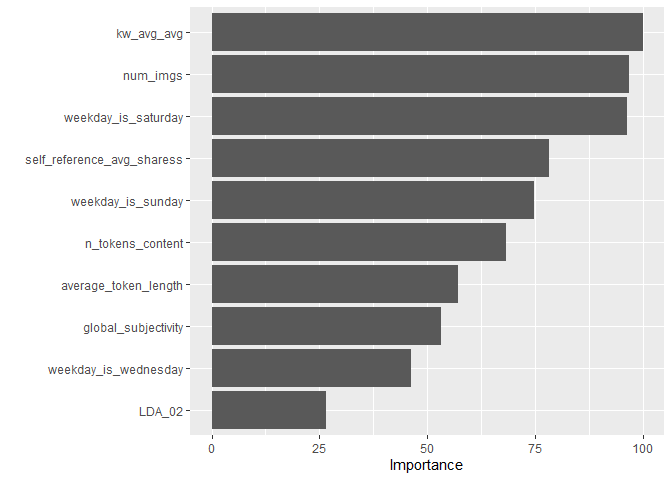 kw_avg_avg
num_imgs
weekday_is_saturday
self_reference_avg_sharess
weekday_is_sunday
n_tokens_content
average_token_length
global_subjectivity
weekday_is_wednesday
LDA_02
0 25 50 75 100
Importance